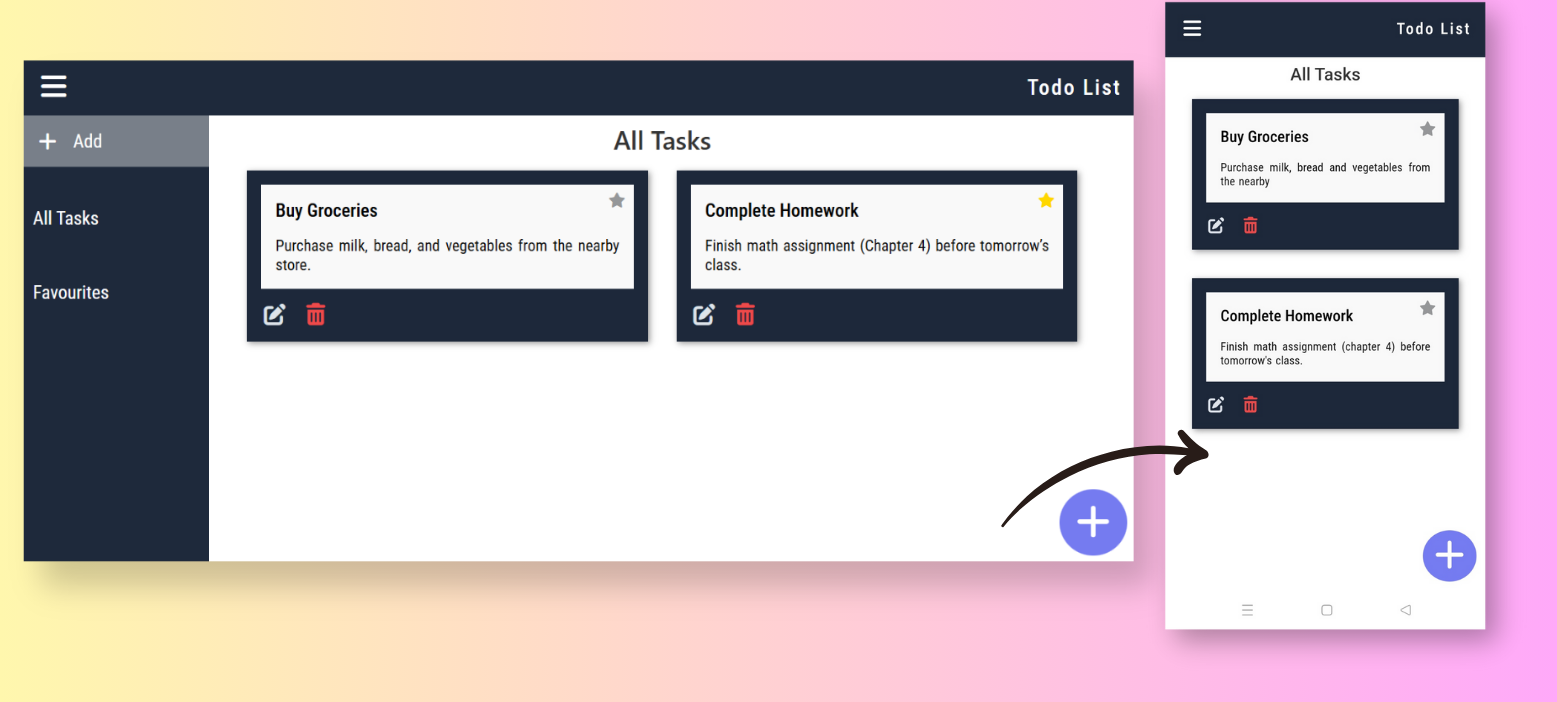 Todo List
Add
All Tasks
Favourites
All Tasks
Buy Groceries
Purchase milk, bread, and vegetables from the nearby
store.
Complete Homework
Finish math assignment (Chapter 4) before tomorrow's
class.
Todo List
All Tasks
Buy Groceries
Purchase milk, bread and vegetables from
the nearby
Complete Homework
Finish math assignment (chapter 4) before
tomorrow's class.